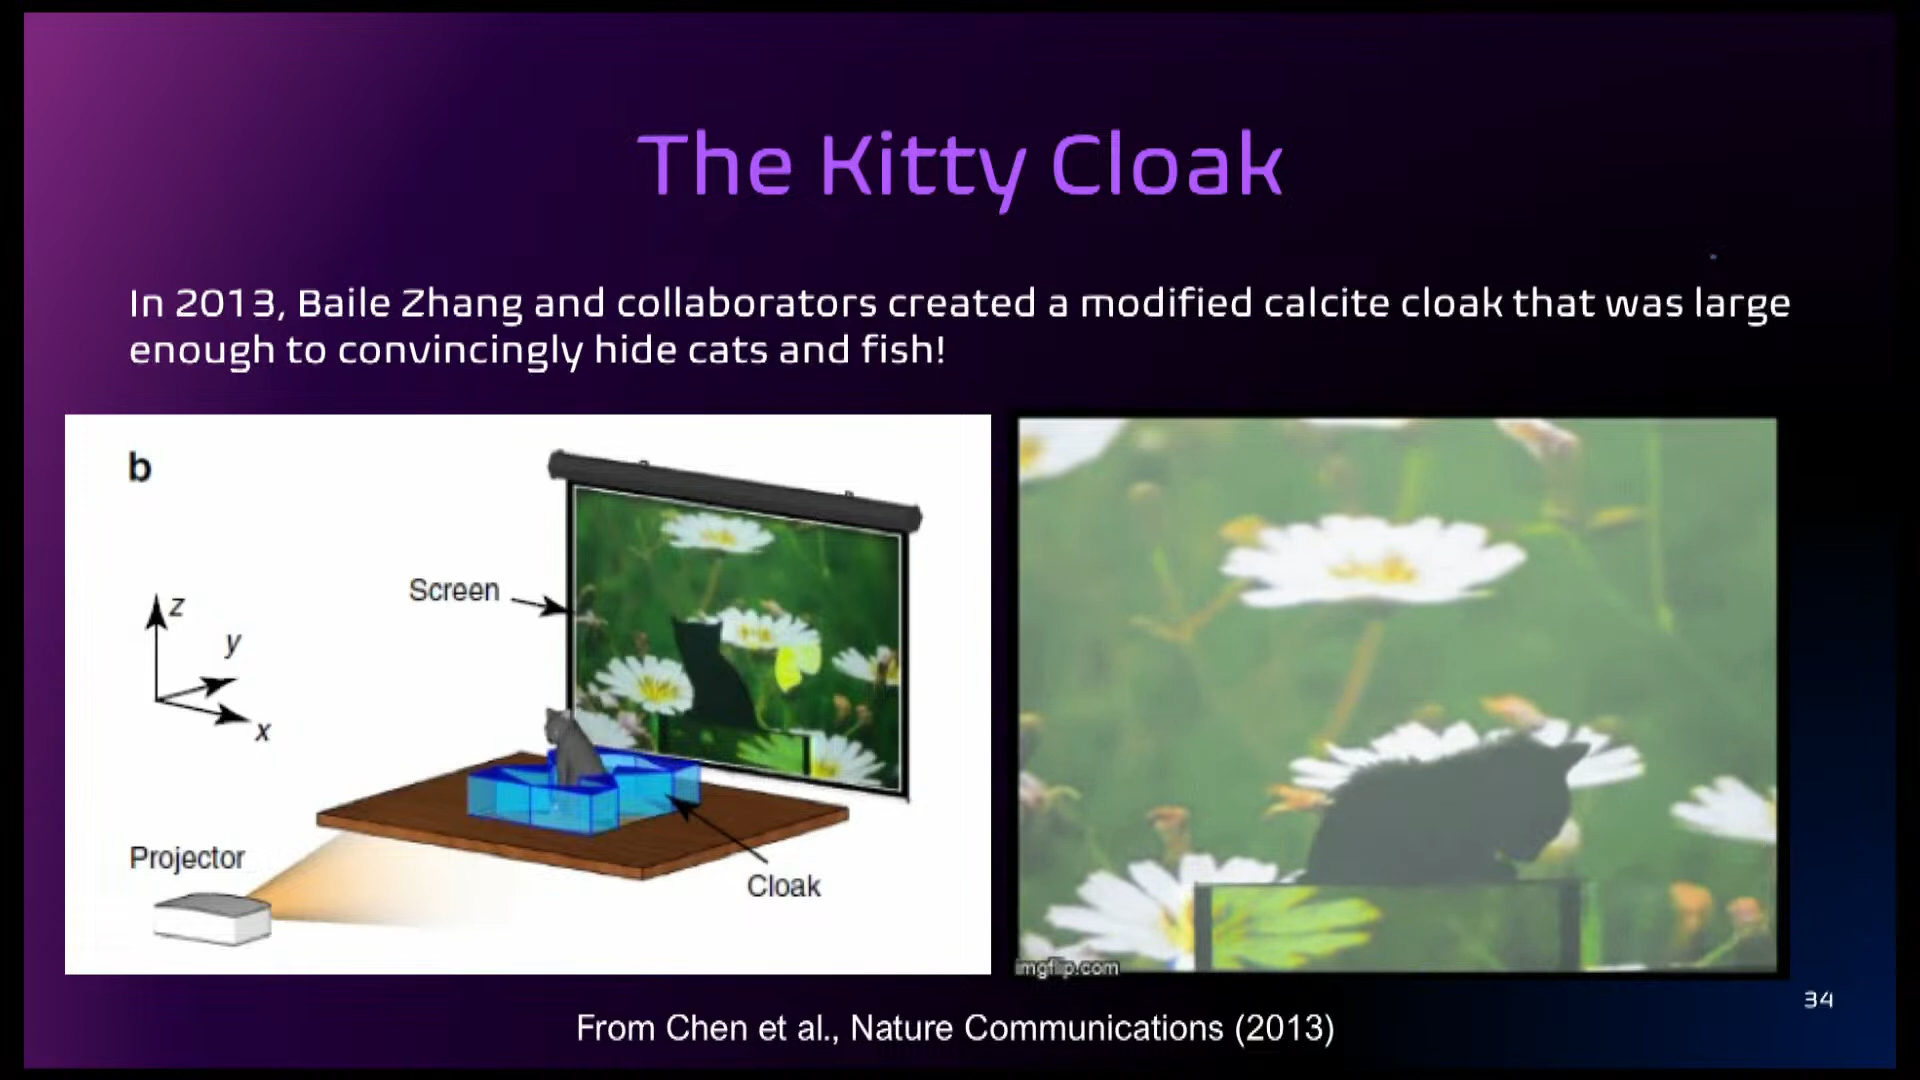 The Kitty Cloak
In 2013, Baile Zhang and collaborators created a modified calcite cloak that was large
enough to convincingly hide cats and fish!
b
Screen
z
y
x
Projector
Cloak
imgflip.com
34
From Chen et al., Nature Communications (2013)